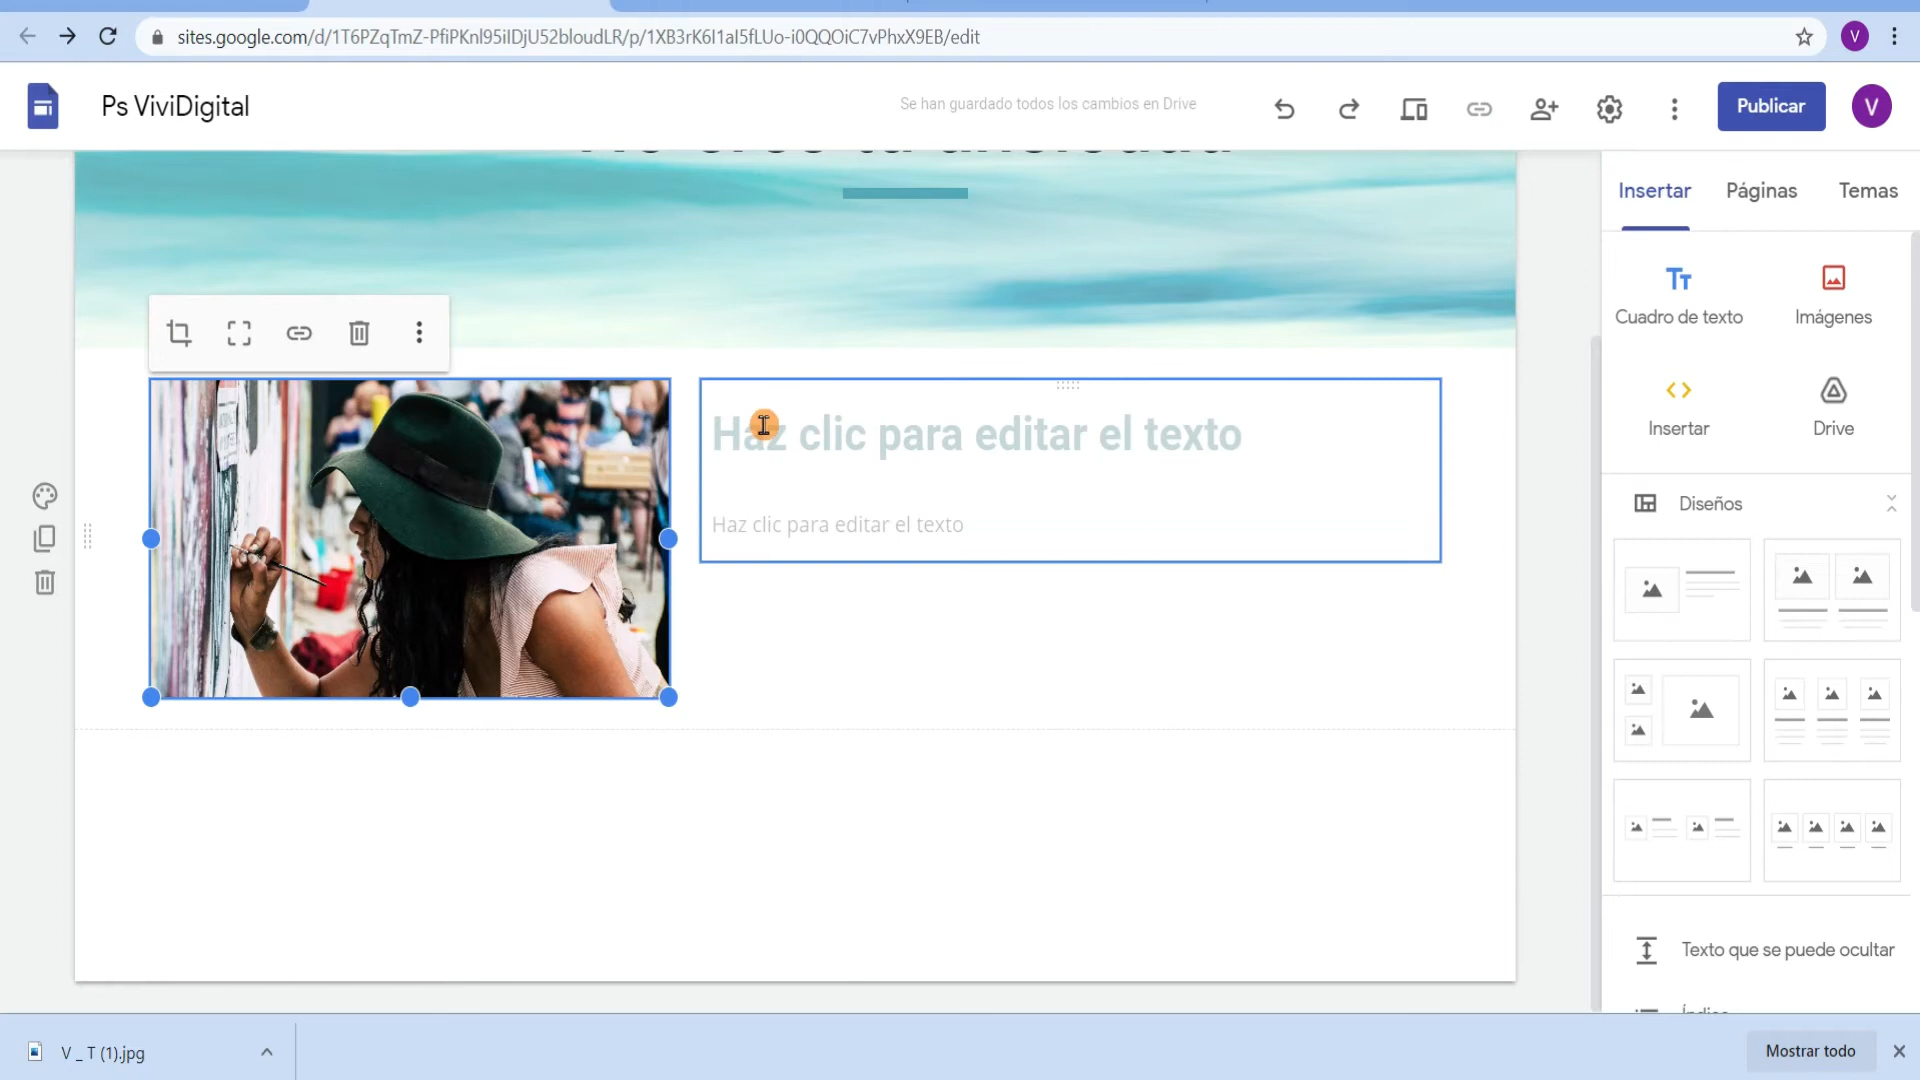 sites.google.com/d/1T6PZqTmZ-PfiPKnl95iIDjU52bloudLR/p/1XB3rK6I1aI5fLUo-i0QQOiC7vPhxX9EB/edit
V
Ps ViviDigital
Se han guardado todos los cambios en Drive
Publicar
V
Insertar
Páginas
Temas
Tт
Cuadro de texto
Imágenes
Insertar
Drive
Haz clic para editar el texto
Haz clic para editar el texto
Diseños
Texto que se puede ocultar
V _ T (1).jpg
Mostrar todo